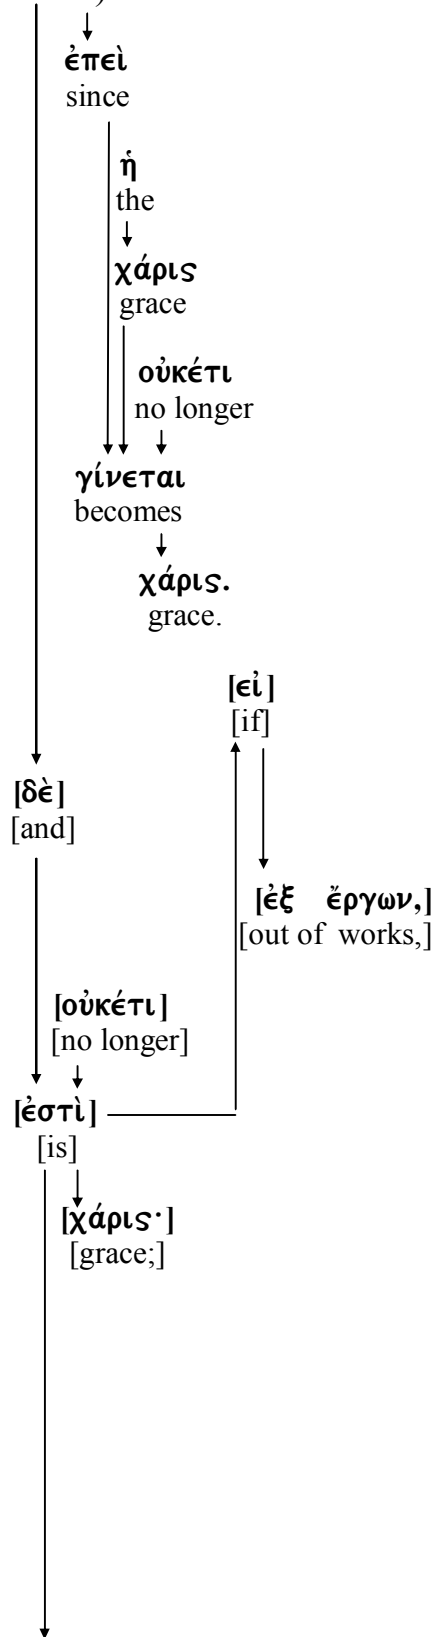 ἐπεὶ
since
ἡ
the
χάρις
grace
οὐκέτι
no longer
γίνεται
becomes
χάρις.
grace.
[εἰ]
[if]
[δὲ]
[and]
[ἐξ ἔργων,]
[out of works,]
[οὐκέτι]
[no longer]
[ἐστὶ]
[is]
[χάρις·]
[grace;]